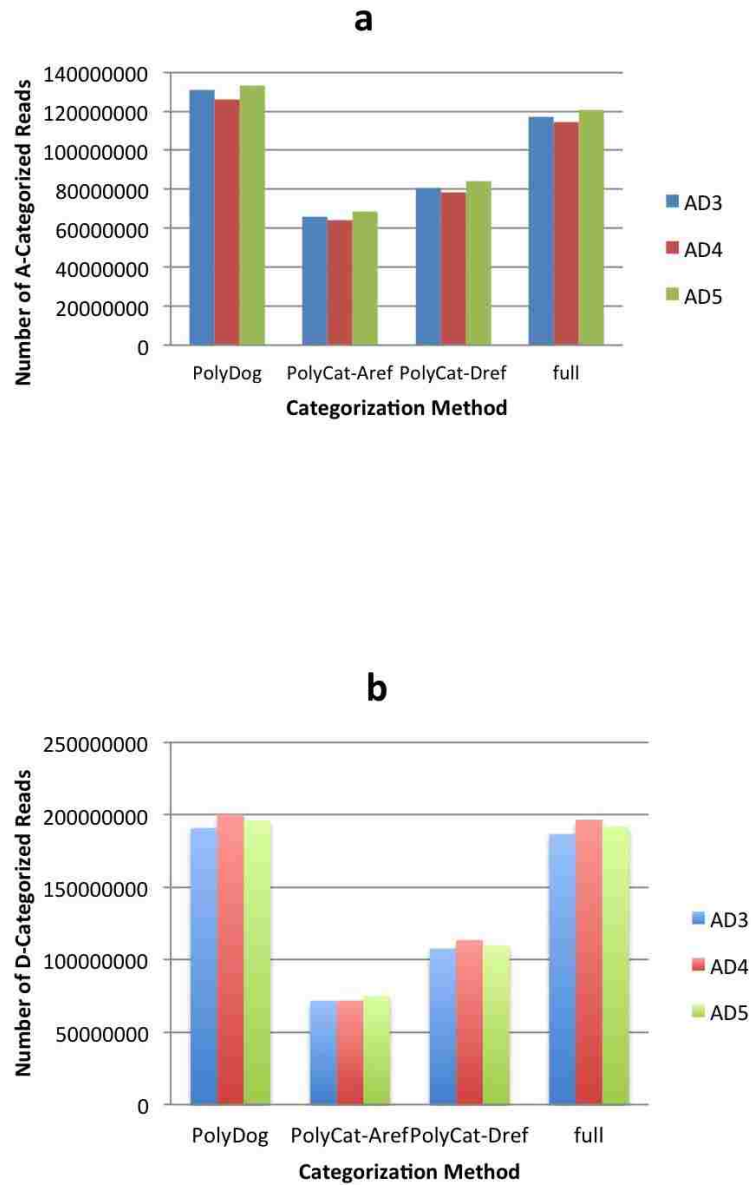 a
Number of A-Categorized Reads
140000000
120000000
100000000
80000000
60000000
40000000
20000000
0
PolyDog PolyCat-Aref PolyCat-Dref full
Categorization Method
AD3
AD4
AD5
b
Number of D-Categorized Reads
250000000
200000000
150000000
100000000
50000000
0
PolyDog PolyCat-Aref PolyCat-Dref full
Categorization Method
AD3
AD4
AD5